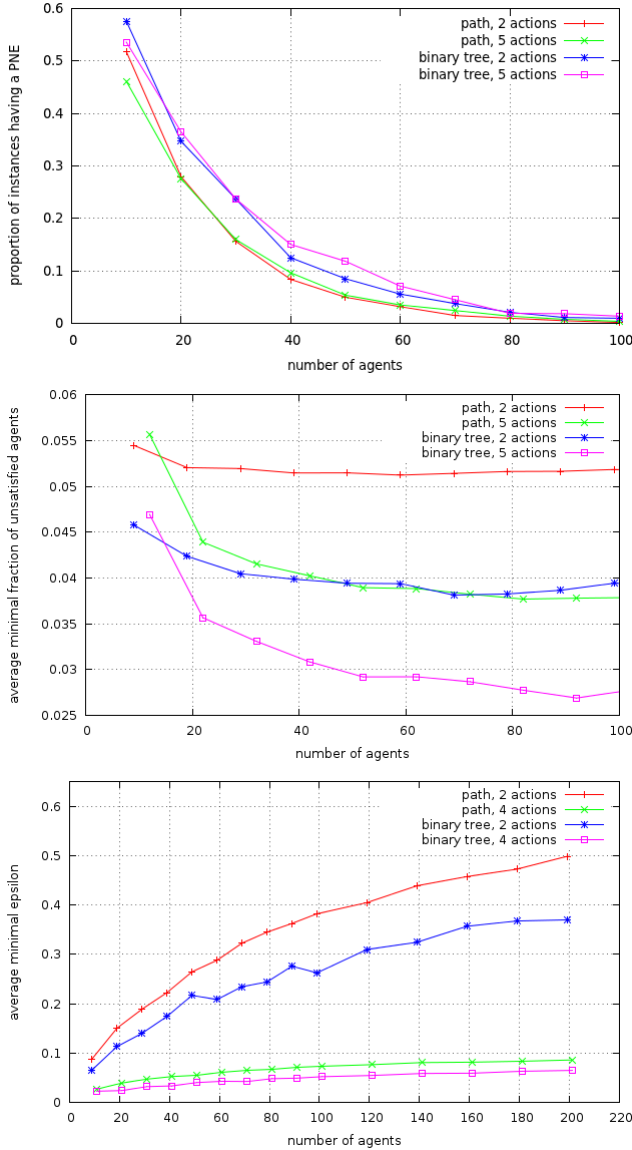 proportion of instances having a PNE
0.6
0.5
0.4
0.3
0.2
0.1
0
path, 2 actions
path, 5 actions
binary tree, 2 actions
binary tree, 5 actions
0 20 40 60 80 100
number of agents
average minimal fraction of unsatisfied agents
0.06
0.055
0.05
0.045
0.04
0.035
0.03
0.025
path, 2 actions
path, 5 actions
binary tree, 2 actions
binary tree, 5 actions
0 20 40 60 80 100
number of agents
average minimal epsilon
0.6
0.5
0.4
0.3
0.2
0.1
0
path, 2 actions
path, 4 actions
binary tree, 2 actions
binary tree, 4 actions
0 20 40 60 80 100 120 140 160 180 200 220
number of agents